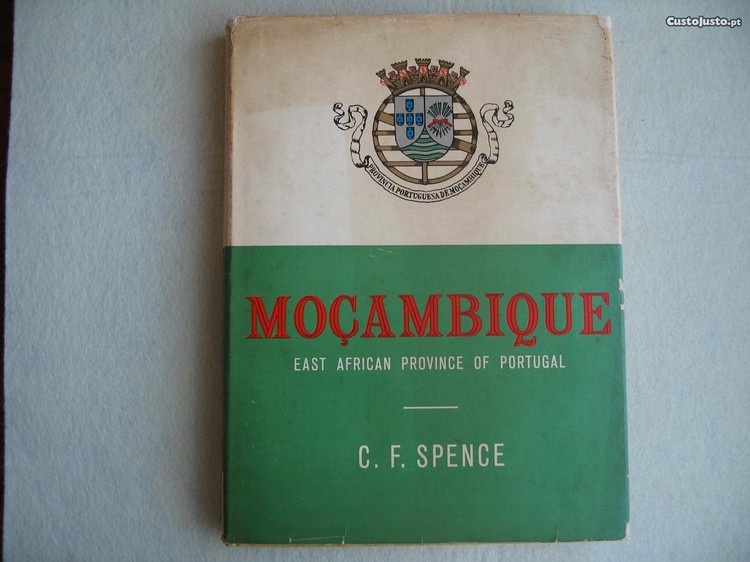 CustoJusto.pt
PROVINCIA PORTUGUESA DE MOÇAMBIQUE
MOÇAMBIQUE
EAST AFRICAN PROVINCE OF PORTUGAL
C. F. SPENCE